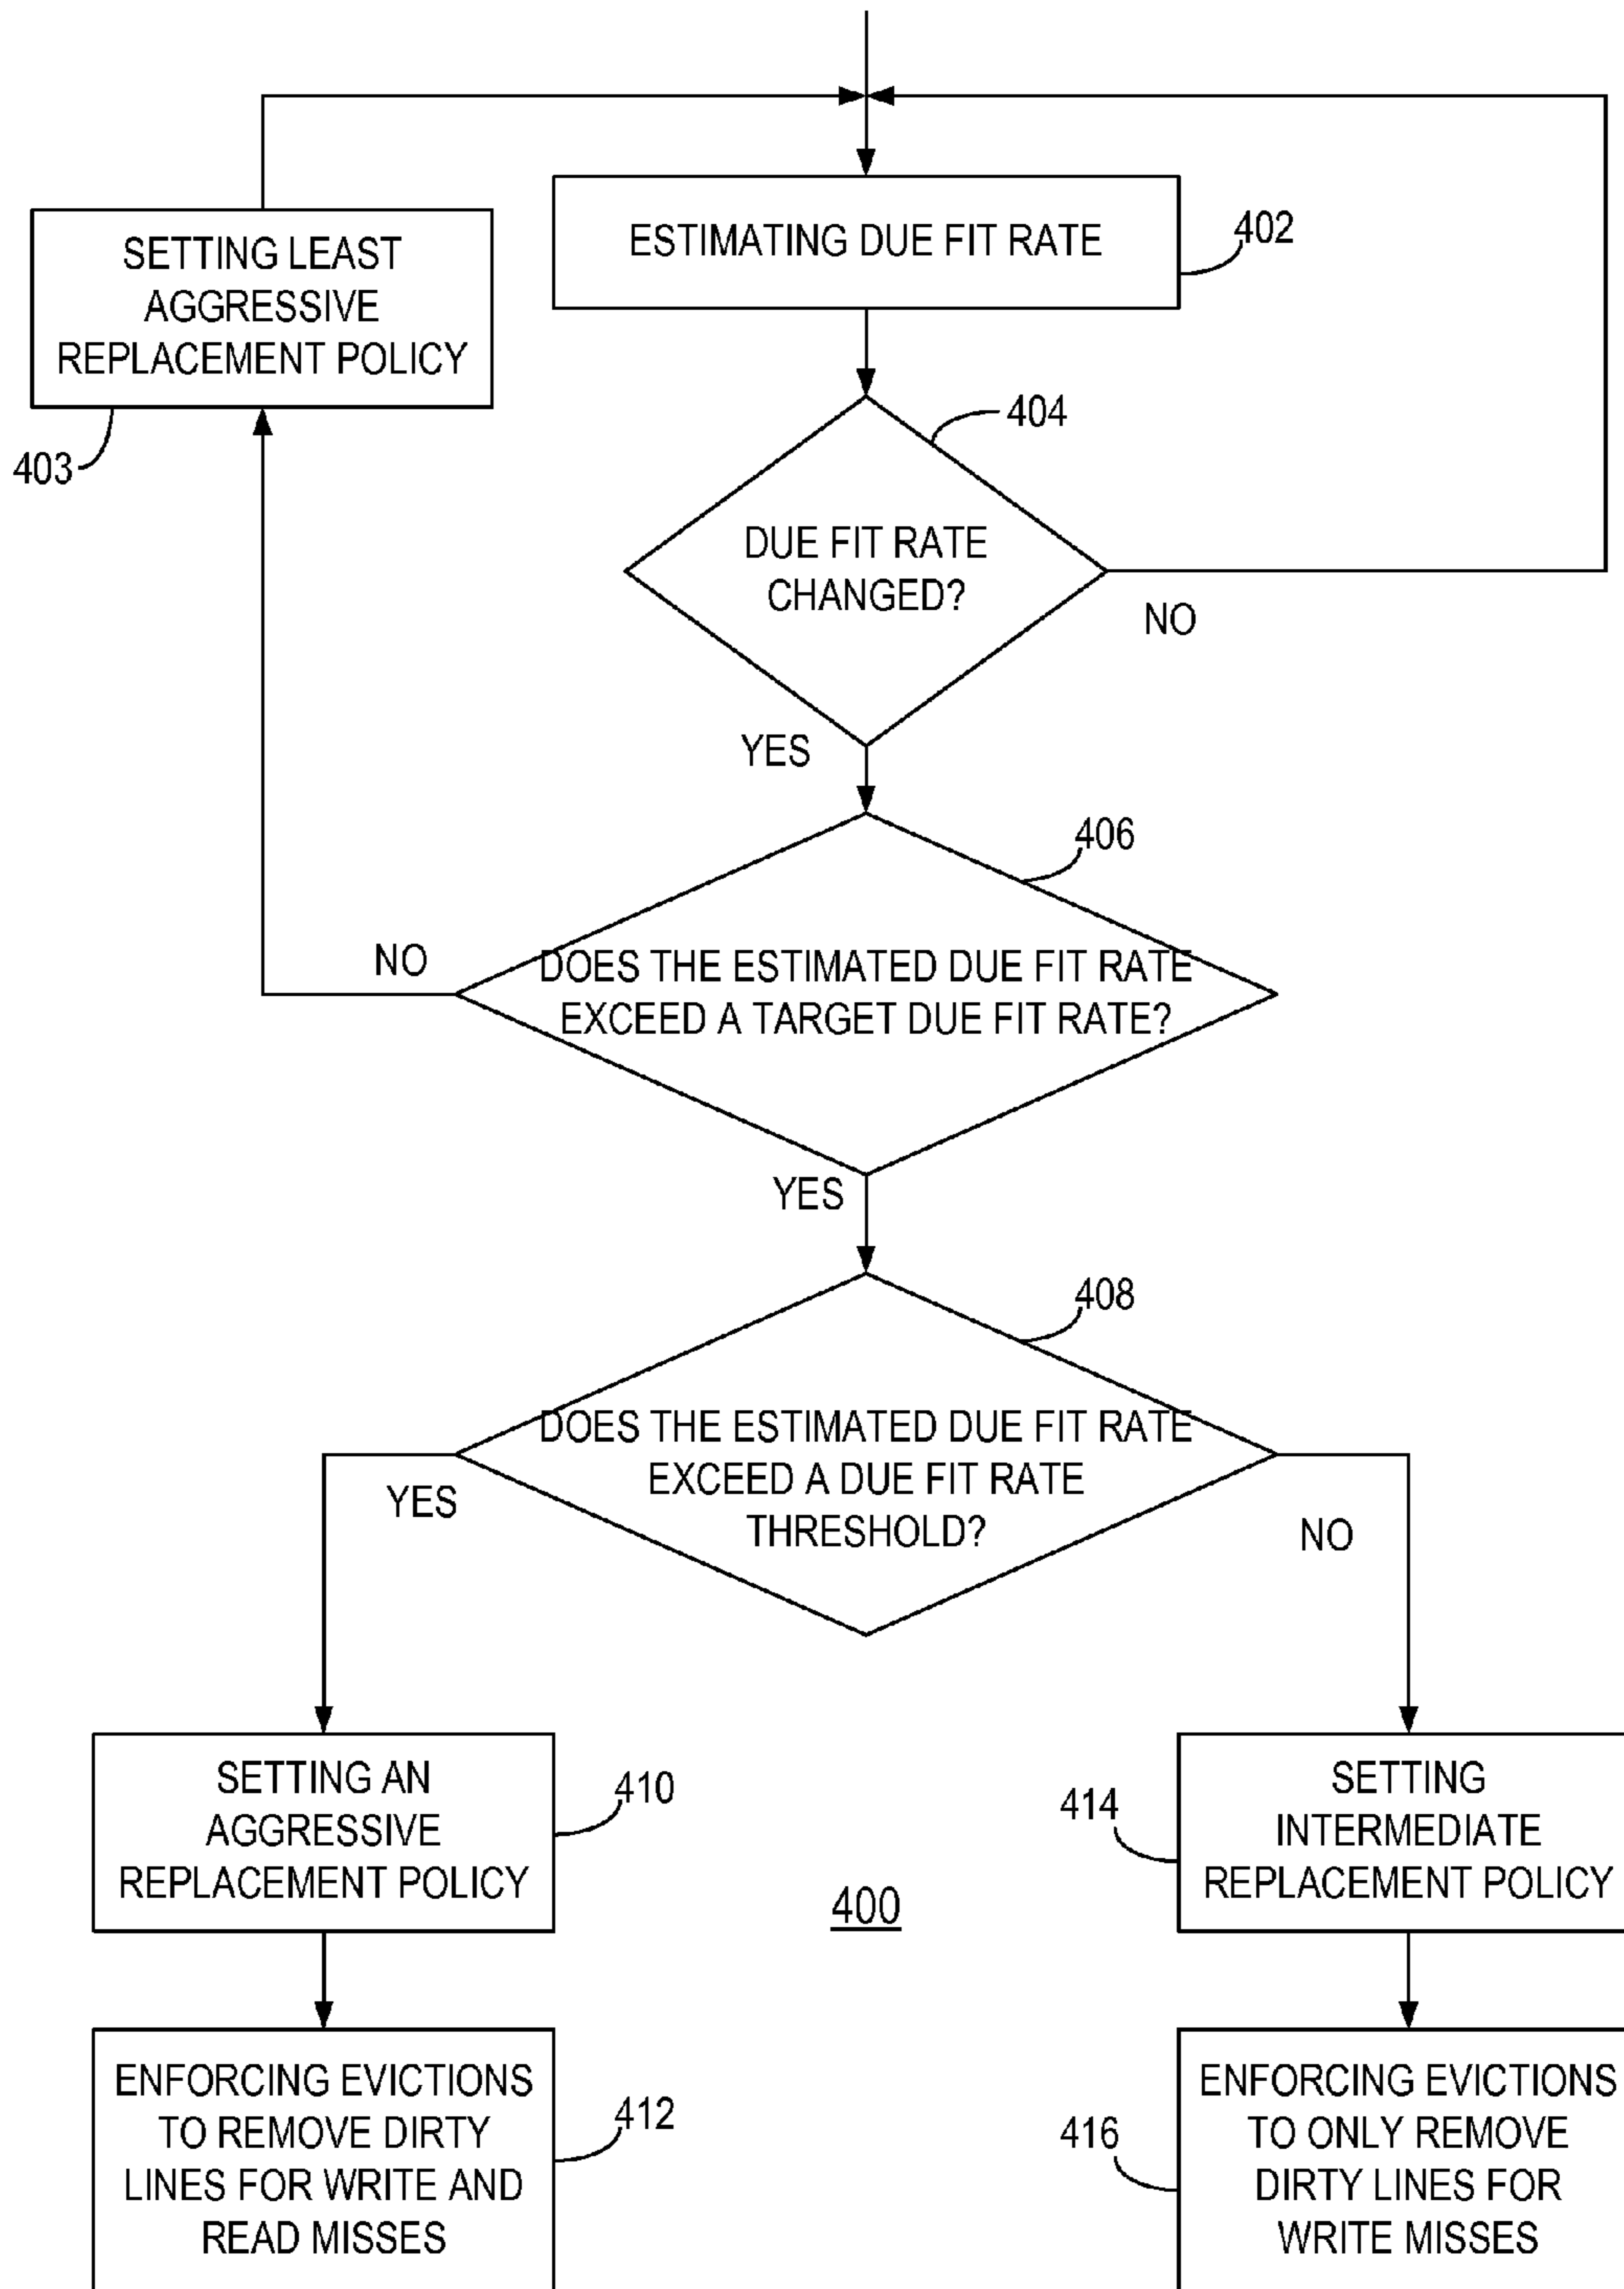 ESTIMATING DUE FIT RATE
402
SETTING LEAST
AGGRESSIVE
REPLACEMENT POLICY
403
404
DUE FIT RATE
CHANGED?
NO
YES
406
NO
DOES THE ESTIMATED DUE FIT RATE
EXCEED A TARGET DUE FIT RATE?
YES
408
DOES THE ESTIMATED DUE FIT RATE
EXCEED A DUE FIT RATE
THRESHOLD?
YES
NO
SETTING AN
AGGRESSIVE
REPLACEMENT POLICY
410
414
SETTING
INTERMEDIATE
REPLACEMENT POLICY
400
ENFORCING EVICTIONS
TO REMOVE DIRTY
LINES FOR WRITE AND
READ MISSES
412
416
ENFORCING EVICTIONS
TO ONLY REMOVE
DIRTY LINES FOR
WRITE MISSES